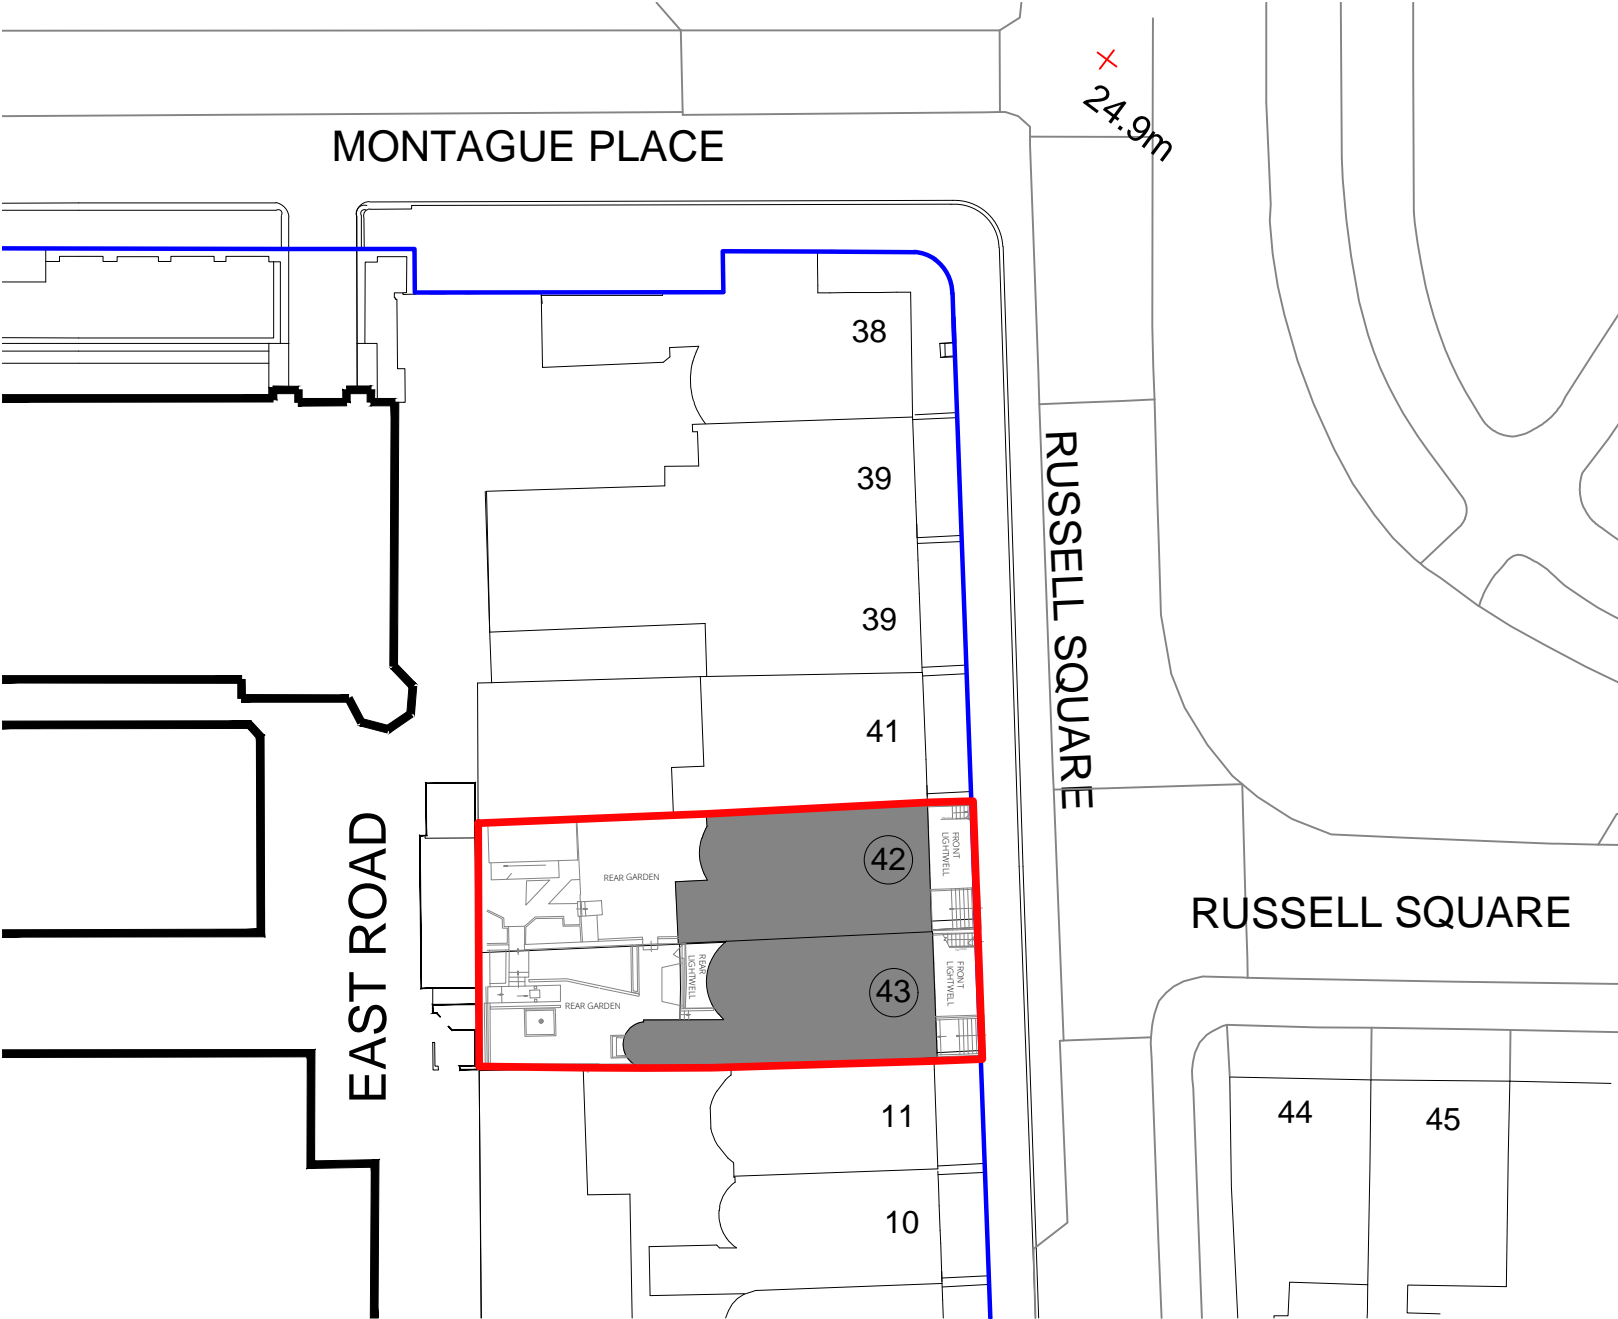 24.9m
MONTAGUE PLACE
38
39
RUSSELL SQUARE
39
41
EAST ROAD
42
FRONT
LIGHTWELL
REAR GARDEN
RUSSELL SQUARE
REAR
LIGHTWELL
43
FRONT
LIGHTWELL
REAR GARDEN
11
44
45
10